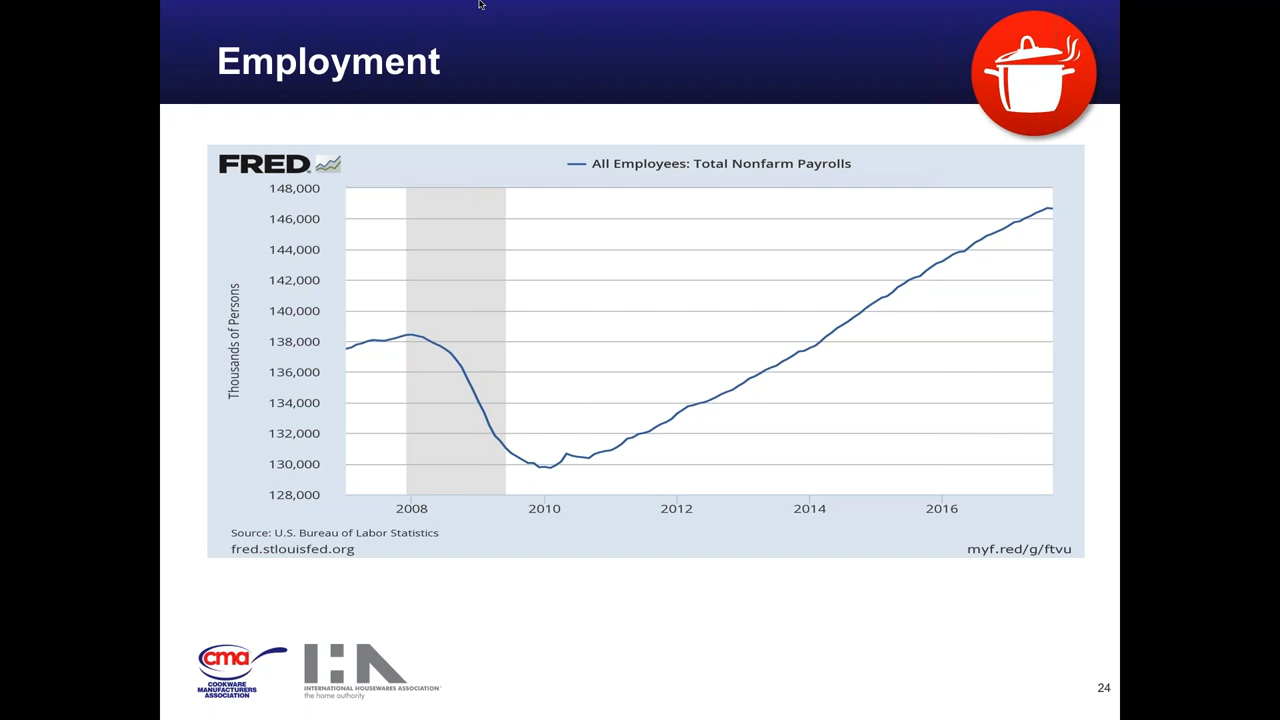 Employment
FRED
All Employees: Total Nonfarm Payrolls
148,000
146,000
144,000
142,000
140,000
138,000
136,000
134,000
132,000
130,000
128,000
Thousands of Persons
2008
2010
2012
2014
2016
Source: U.S. Bureau of Labor Statistics
fred.stlouisfed.org
myf.red/g/ftvu
cma
COOKWARE
MANUFACTURERS
ASSOCIATION
IHA
INTERNATIONAL HOUSEWARES ASSOCIATION
the home authority
24